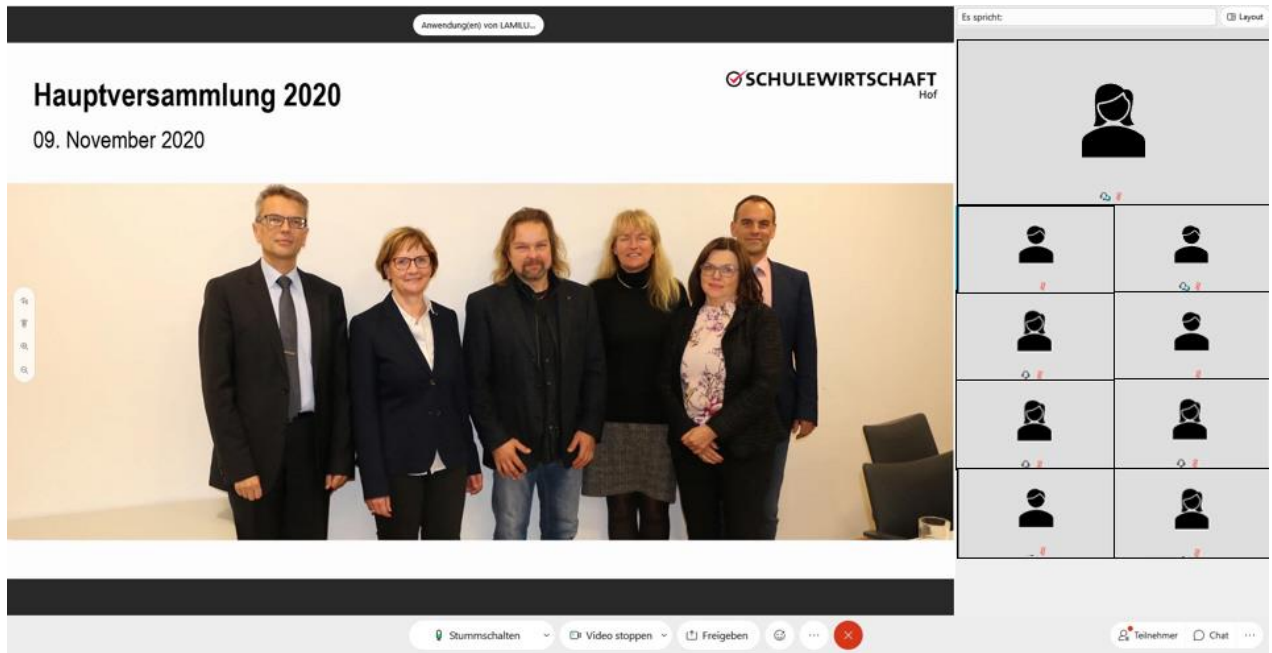 Anwendung(en) von LAMILU...
Es spricht:
Layout
Hauptversammlung 2020
09. November 2020
SCHULEWIRTSCHAFT
Hof
Stummschalten
Video stoppen
Freigeben
Teilnehmer
Chat